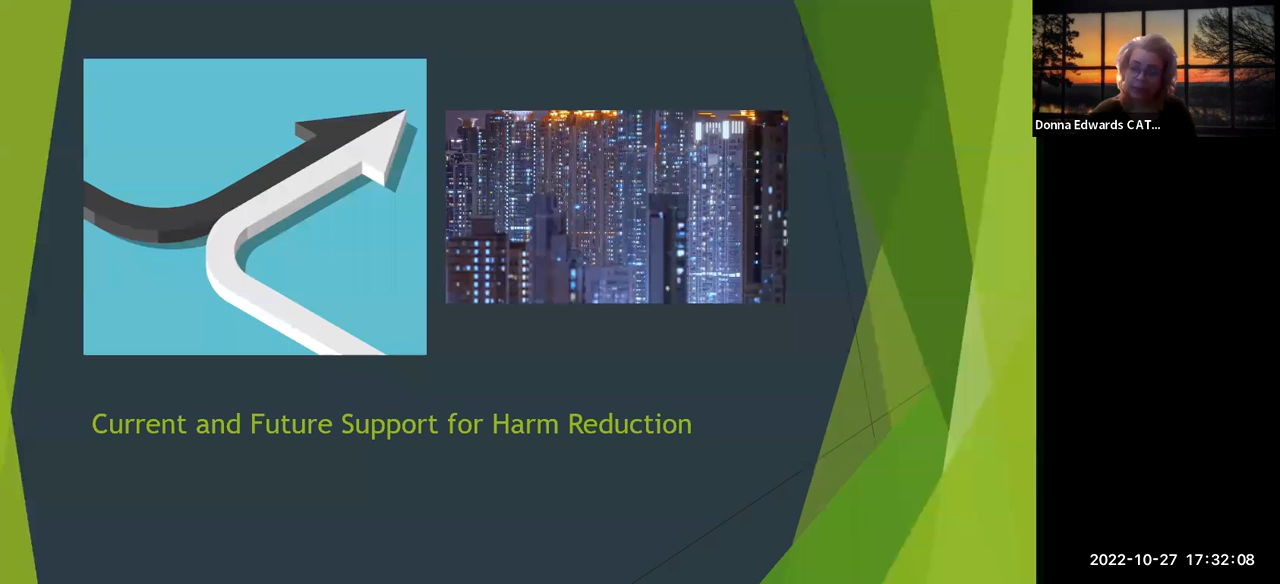 Donna Edwards CAT...
Current and Future Support for Harm Reduction
2022-10-27 17:32:08